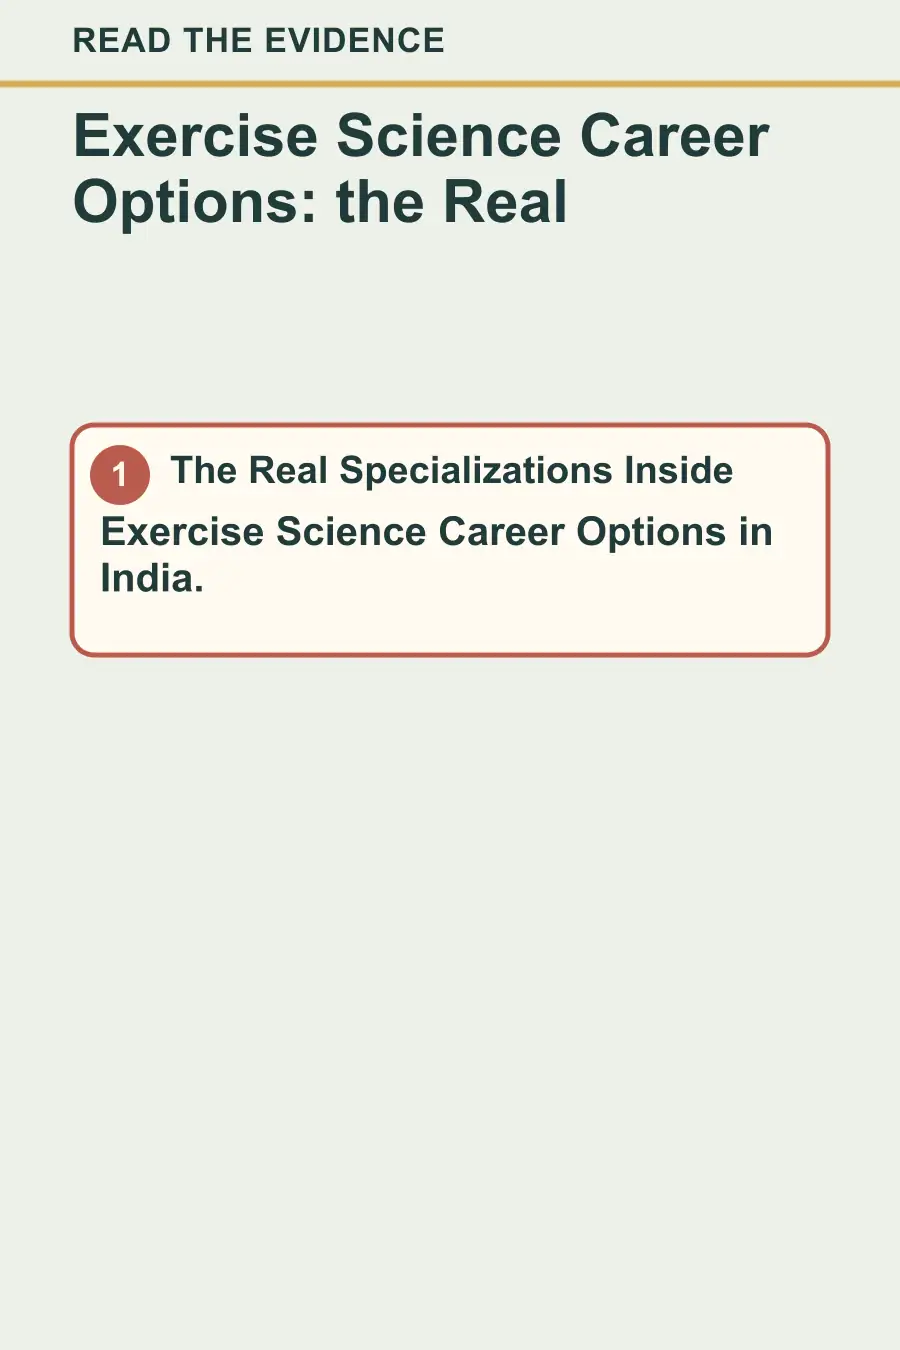 READ THE EVIDENCE
Exercise Science Career
Options: the Real
1 The Real Specializations Inside
Exercise Science Career Options in
India.